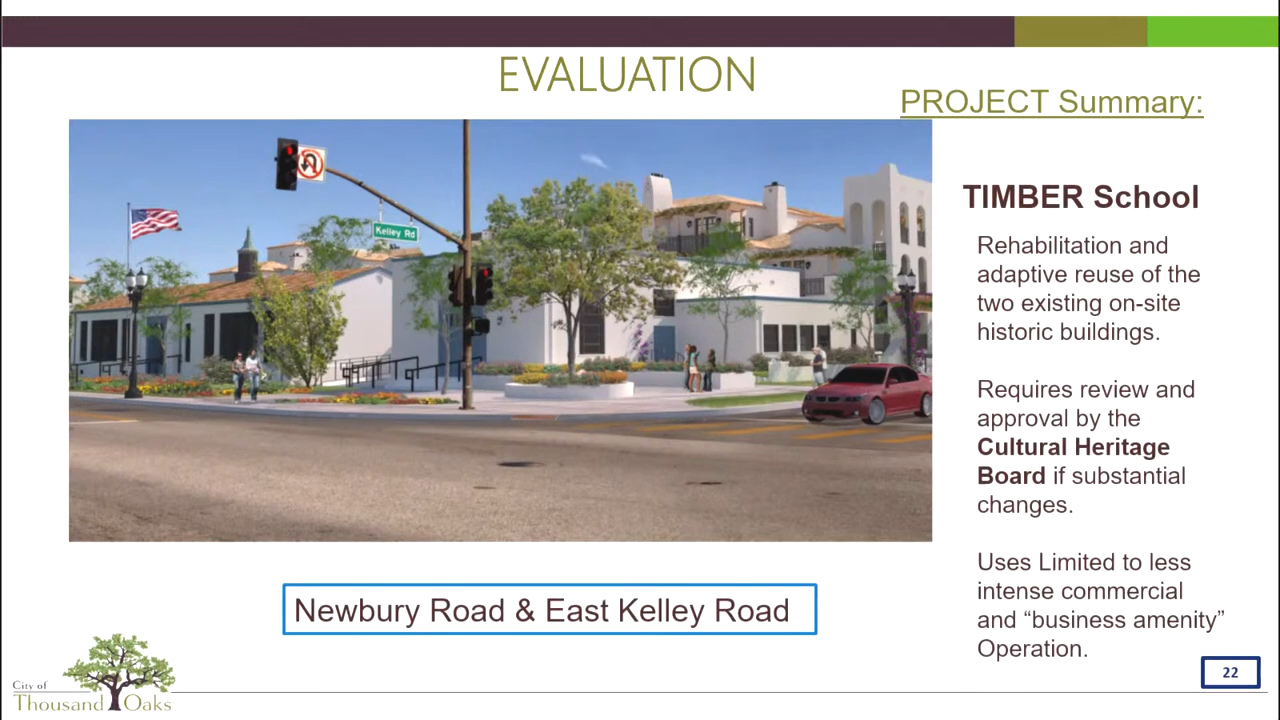 EVALUATION
PROJECT Summary:
Kelley Rd
TIMBER School
Rehabilitation and
adaptive reuse of the
two existing on-site
historic buildings.
Requires review and
approval by the
Cultural Heritage
Board if substantial
changes.
Uses Limited to less
intense commercial
and “business amenity”
Operation.
Newbury Road & East Kelley Road
City of
Thousand Oaks
22